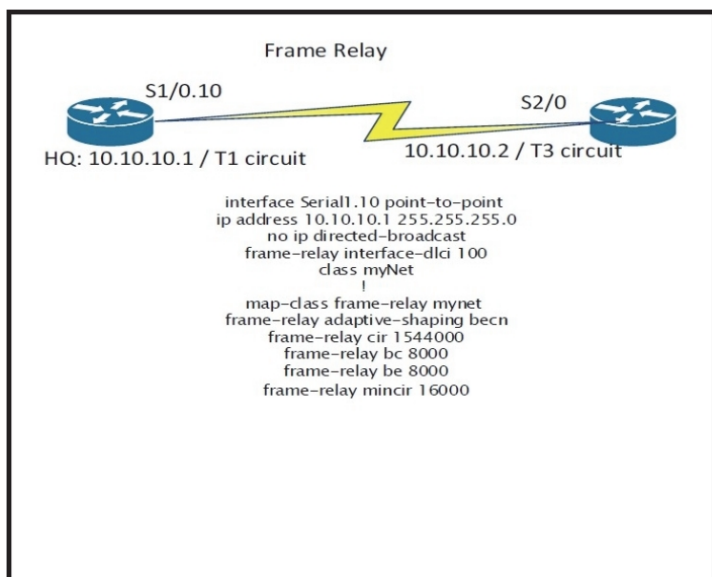 Frame Relay
S1/0.10
S2/0
HQ: 10.10.10.1 / T1 circuit
10.10.10.2 / T3 circuit
interface Serial1.10 point-to-point
ip address 10.10.10.1 255.255.255.0
no ip directed-broadcast
frame-relay interface-dlci 100
class myNet
!
map-class frame-relay mynet
frame-relay adaptive-shaping becn
frame-relay cir 1544000
frame-relay bc 8000
frame-relay be 8000
frame-relay mincir 16000